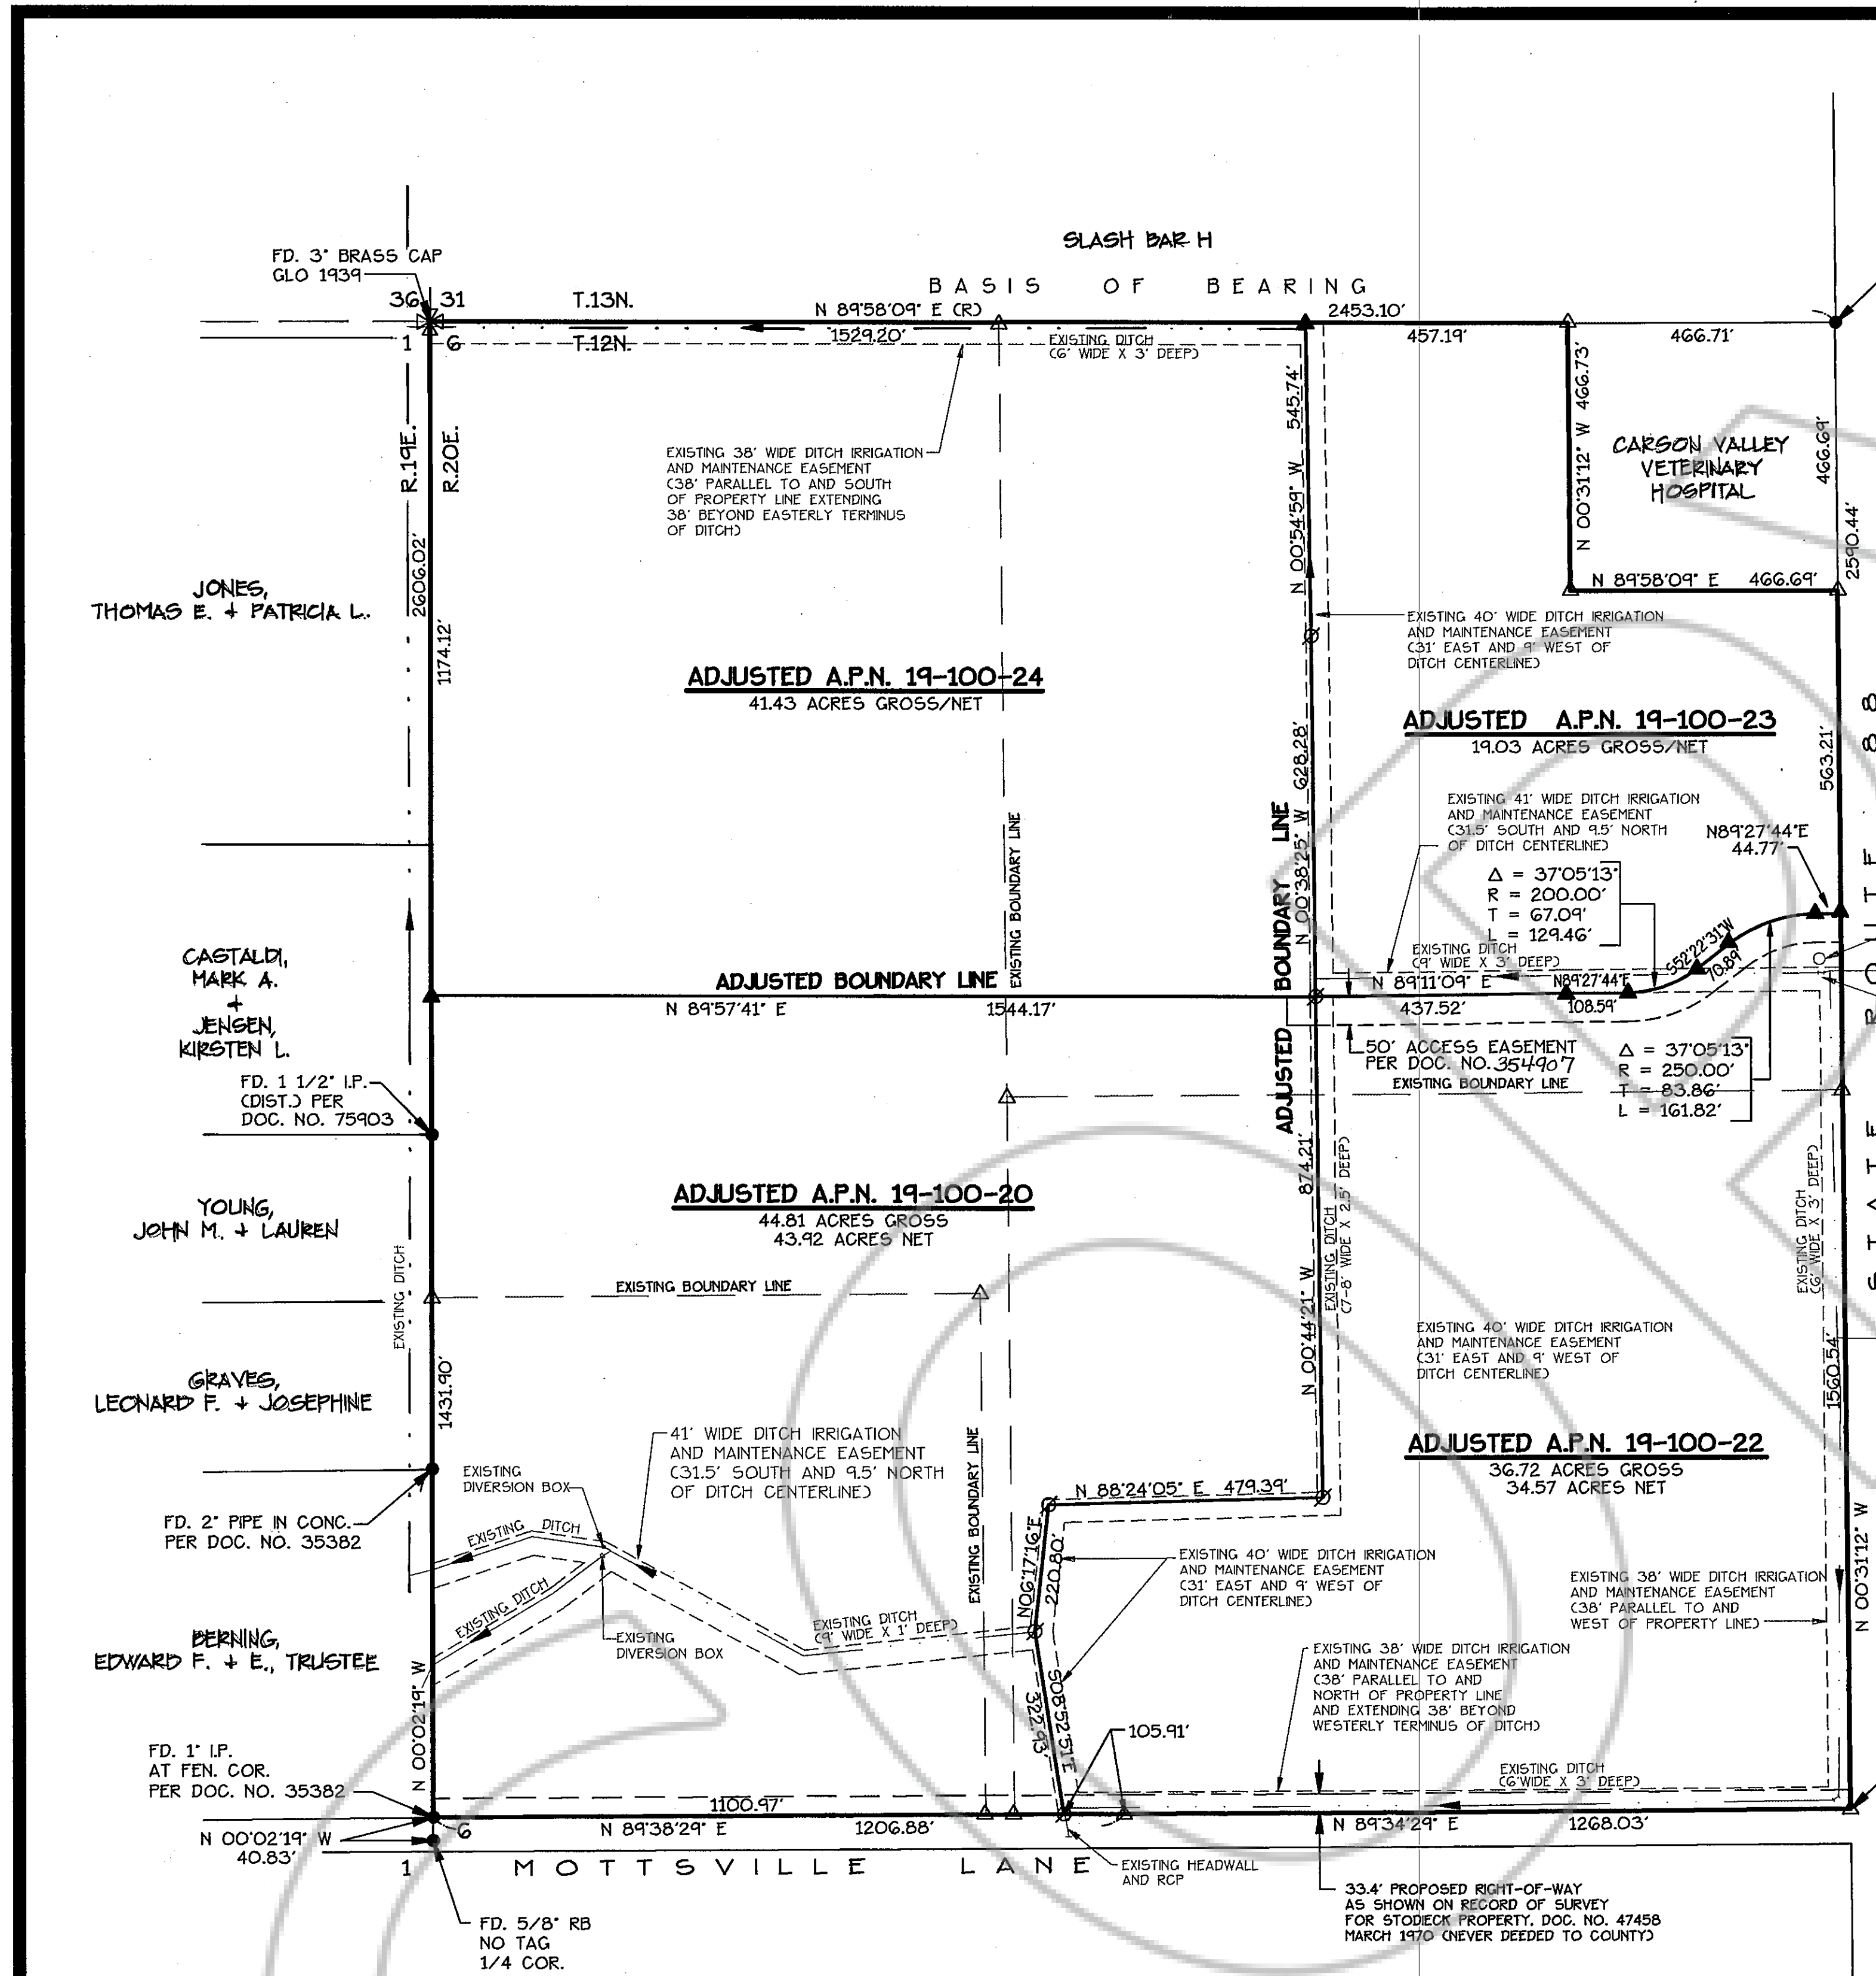 SLASH BAR H
FD. 3" BRASS CAP
GLO 1939
BASIS OF BEARING
36 31
T.13N.
N 89°58'09" E (R)
2453.10'
1 6
T.12N.
1529.20'
EXISTING DITCH
(6' WIDE X 3' DEEP)
457.19'
466.71'
R.19E.
R.20E.
2606.02'
1174.12'
EXISTING 38' WIDE DITCH IRRIGATION
AND MAINTENANCE EASEMENT
(38' PARALLEL TO AND SOUTH
OF PROPERTY LINE EXTENDING
38' BEYOND EASTERLY TERMINUS
OF DITCH)
N 00°54'59" W 545.74'
N 00°31'12" W 466.73'
CARSON VALLEY
VETERINARY
HOSPITAL
466.69'
2590.44'
N 89°58'09" E 466.69'
JONES,
THOMAS E. + PATRICIA L.
EXISTING 40' WIDE DITCH IRRIGATION
AND MAINTENANCE EASEMENT
(31' EAST AND 9' WEST OF
DITCH CENTERLINE)
ADJUSTED A.P.N. 19-100-24
41.43 ACRES GROSS/NET
ADJUSTED A.P.N. 19-100-23
19.03 ACRES GROSS/NET
N 00°38'25" W 628.28'
563.21'
EXISTING BOUNDARY LINE
ADJUSTED BOUNDARY LINE
EXISTING 41' WIDE DITCH IRRIGATION
AND MAINTENANCE EASEMENT
(31.5' SOUTH AND 9.5' NORTH
OF DITCH CENTERLINE)
N89°27'44"E
44.77'
Δ = 37°05'13"
R = 200.00'
T = 67.09'
L = 129.46'
EXISTING DITCH
(9' WIDE X 3' DEEP)
S52°22'31"W
70.89'
CASTALDI,
MARK A.
+
JENSEN,
KIRSTEN L.
ADJUSTED BOUNDARY LINE
N 89°57'41" E
1544.17'
N 89°11'09" E
437.52'
N89°27'44"E
108.59'
50' ACCESS EASEMENT
PER DOC. NO. 354907
EXISTING BOUNDARY LINE
Δ = 37°05'13"
R = 250.00'
T = 83.86'
L = 161.82'
STATE ROUTE 88
FD. 1 1/2" I.P.
(DIST.) PER
DOC. NO. 75903
ADJUSTED
874.21'
N 00°44'21" W
EXISTING DITCH
(7-8' WIDE X 2.5' DEEP)
EXISTING DITCH
(6' WIDE X 3' DEEP)
YOUNG,
JOHN M. + LAUREN
ADJUSTED A.P.N. 19-100-20
44.81 ACRES GROSS
43.92 ACRES NET
EXISTING BOUNDARY LINE
EXISTING DITCH
EXISTING 40' WIDE DITCH IRRIGATION
AND MAINTENANCE EASEMENT
(31' EAST AND 9' WEST OF
DITCH CENTERLINE)
1560.54'
1431.90'
GRAVES,
LEONARD F. + JOSEPHINE
41' WIDE DITCH IRRIGATION
AND MAINTENANCE EASEMENT
(31.5' SOUTH AND 9.5' NORTH
OF DITCH CENTERLINE)
EXISTING BOUNDARY LINE
ADJUSTED A.P.N. 19-100-22
36.72 ACRES GROSS
34.57 ACRES NET
EXISTING
DIVERSION BOX
N 88°24'05" E 479.39'
FD. 2" PIPE IN CONC.
PER DOC. NO. 35382
EXISTING DITCH
N06°17'16"E
220.80'
EXISTING 40' WIDE DITCH IRRIGATION
AND MAINTENANCE EASEMENT
(31' EAST AND 9' WEST OF
DITCH CENTERLINE)
EXISTING 38' WIDE DITCH IRRIGATION
AND MAINTENANCE EASEMENT
(38' PARALLEL TO AND
WEST OF PROPERTY LINE)
N 00°31'12" W
EXISTING DITCH
EXISTING DITCH
(9' WIDE X 1' DEEP)
EXISTING
DIVERSION BOX
BERNING,
EDWARD F. + E., TRUSTEE
EXISTING 38' WIDE DITCH IRRIGATION
AND MAINTENANCE EASEMENT
(38' PARALLEL TO AND
NORTH OF PROPERTY LINE
AND EXTENDING 38' BEYOND
WESTERLY TERMINUS OF DITCH)
S08°52'51"E
322.93'
105.91'
N 00°02'19" W
FD. 1" I.P.
AT FEN. COR.
PER DOC. NO. 35382
EXISTING DITCH
(6' WIDE X 3' DEEP)
1100.97'
N 89°38'29" E
1206.88'
N 89°34'29" E
1268.03'
N 00°02'19" W
40.83'
6
1
MOTTSVILLE LANE
EXISTING HEADWALL
AND RCP
33.4' PROPOSED RIGHT-OF-WAY
AS SHOWN ON RECORD OF SURVEY
FOR STODIECK PROPERTY. DOC. NO. 47458
MARCH 1970 (NEVER DEEDED TO COUNTY)
FD. 5/8" RB
NO TAG
1/4 COR.